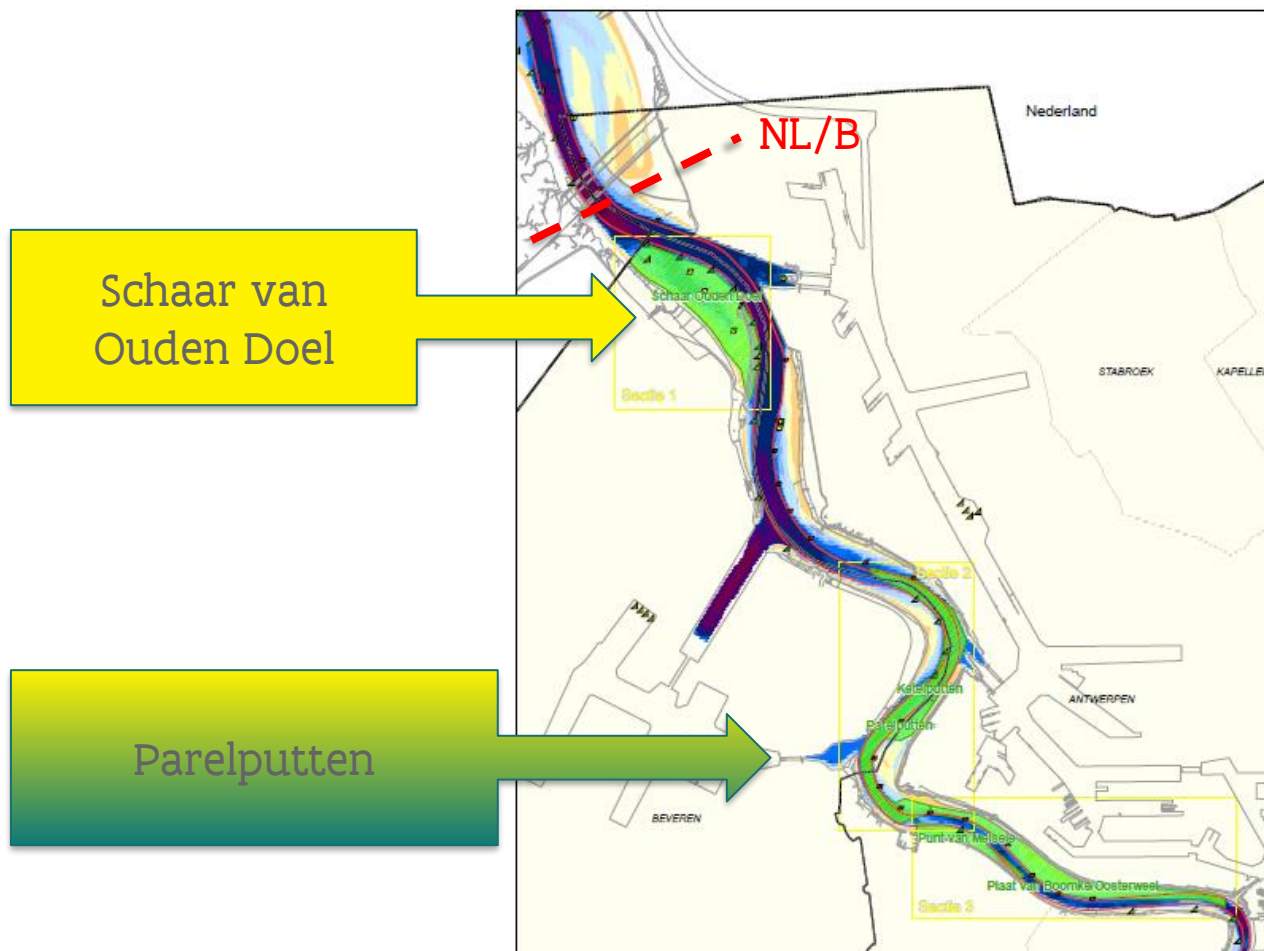 Nederland
NL/B
Schaar van
Ouden Doel
Schaar Ouden Doel
STABROEK
KAPELLE
Sectie 1
Sectie 2
Ketelputten
ANTWERPEN
Parelputten
Parelputten
BEVEREN
Punt van Melsele
Plaat van Boomke/Oosterweel
Sectie 3